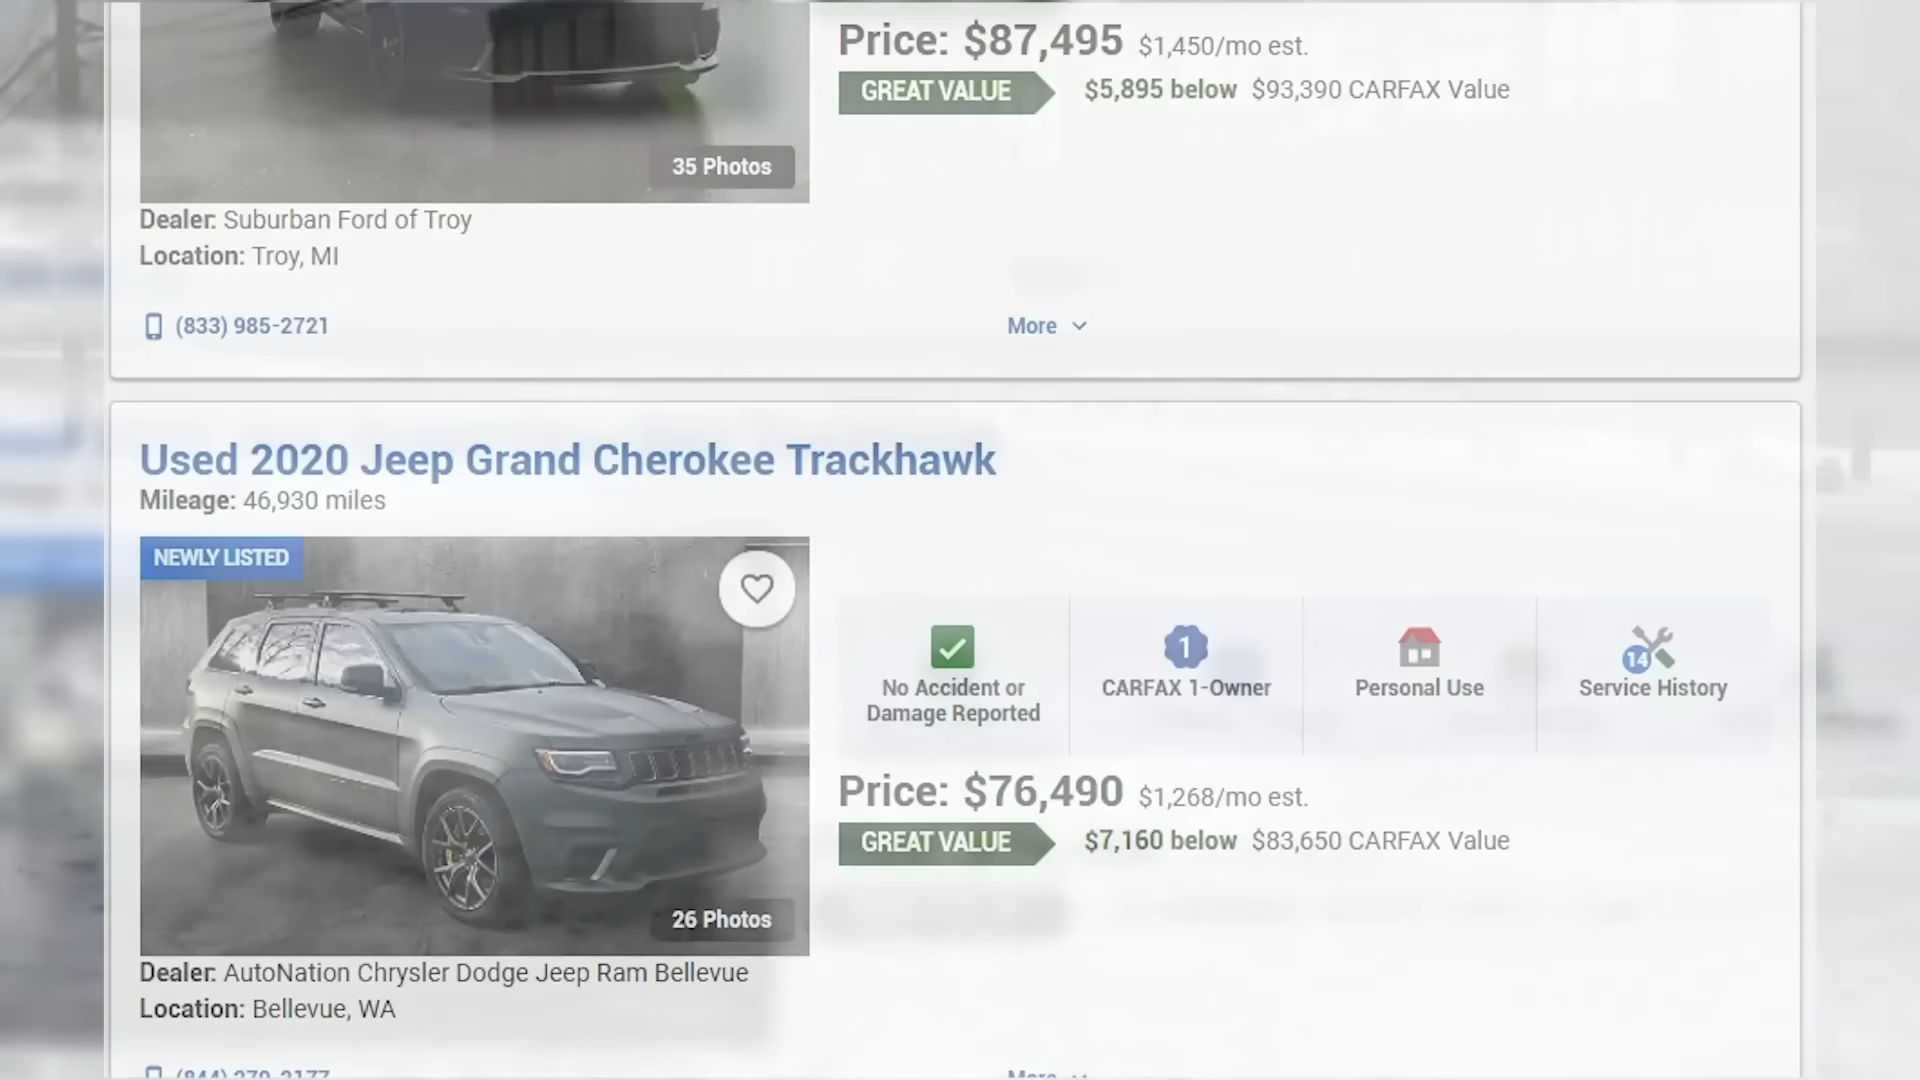 Price: $87,495 $1,450/mo est.
GREAT VALUE $5,895 below $93,390 CARFAX Value
35 Photos
Dealer: Suburban Ford of Troy
Location: Troy, MI
(833) 985-2721
More
Used 2020 Jeep Grand Cherokee Trackhawk
Mileage: 46,930 miles
NEWLY LISTED
No Accident or
Damage Reported
1
CARFAX 1-Owner
Personal Use
14
Service History
Price: $76,490 $1,268/mo est.
GREAT VALUE $7,160 below $83,650 CARFAX Value
26 Photos
Dealer: AutoNation Chrysler Dodge Jeep Ram Bellevue
Location: Bellevue, WA
More